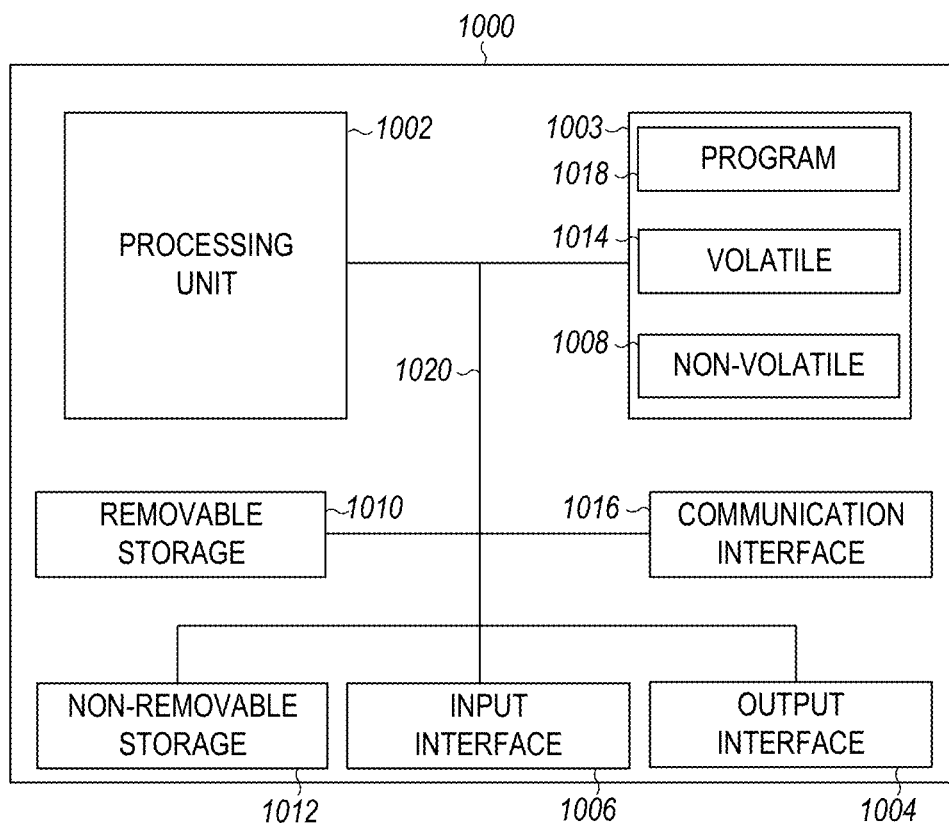 1000
1002
1003
PROGRAM
1018
PROCESSING
UNIT
1014
VOLATILE
1008
NON-VOLATILE
1020
REMOVABLE
STORAGE
1010
1016
COMMUNICATION
INTERFACE
NON-REMOVABLE
STORAGE
INPUT
INTERFACE
OUTPUT
INTERFACE
1012
1006
1004